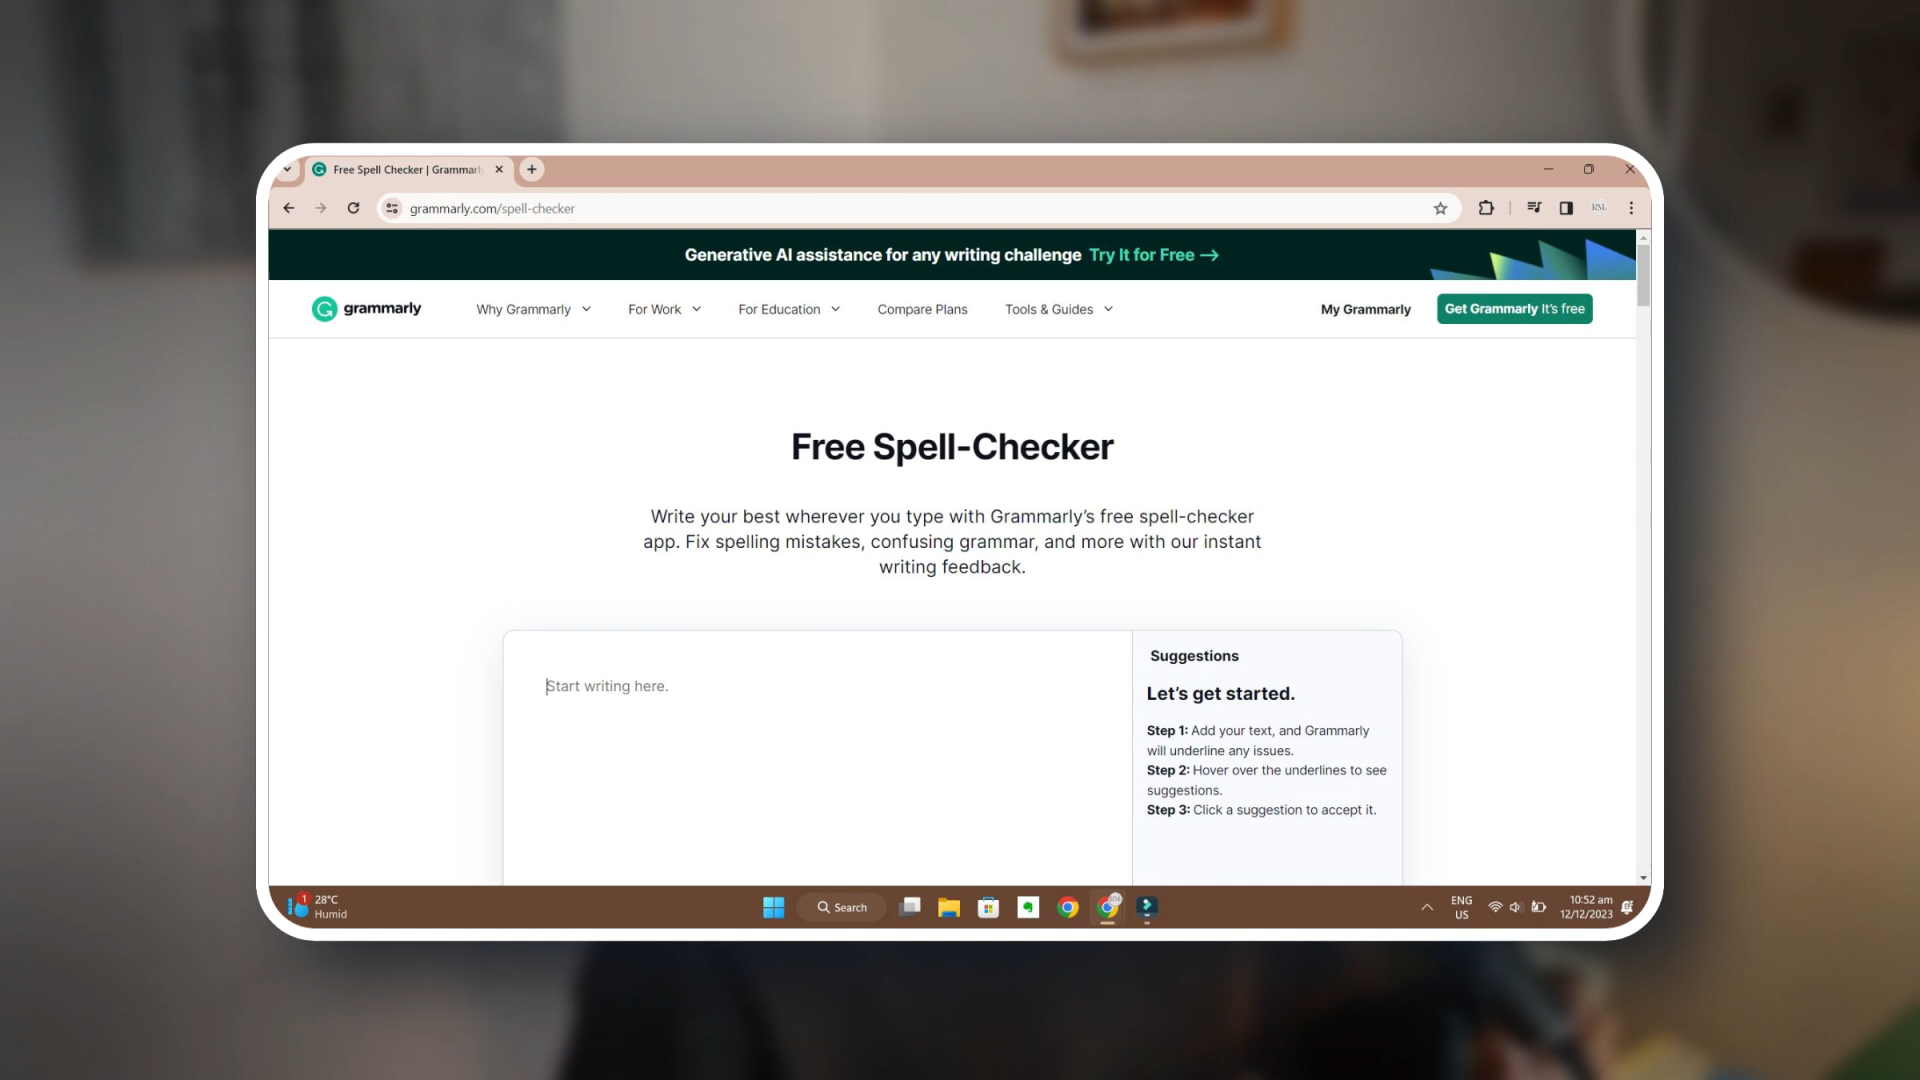 Free Spell Checker | Grammarly
grammarly.com/spell-checker
RM
Generative AI assistance for any writing challenge Try It for Free →
grammarly
Why Grammarly
For Work
For Education
Compare Plans
Tools & Guides
My Grammarly
Get Grammarly It's free
Free Spell-Checker
Write your best wherever you type with Grammarly's free spell-checker
app. Fix spelling mistakes, confusing grammar, and more with our instant
writing feedback.
Start writing here.
Suggestions
Let's get started.
Step 1: Add your text, and Grammarly
will underline any issues.
Step 2: Hover over the underlines to see
suggestions.
Step 3: Click a suggestion to accept it.
1
28°C
Humid
Search
ENG
US
10:52 am
12/12/2023